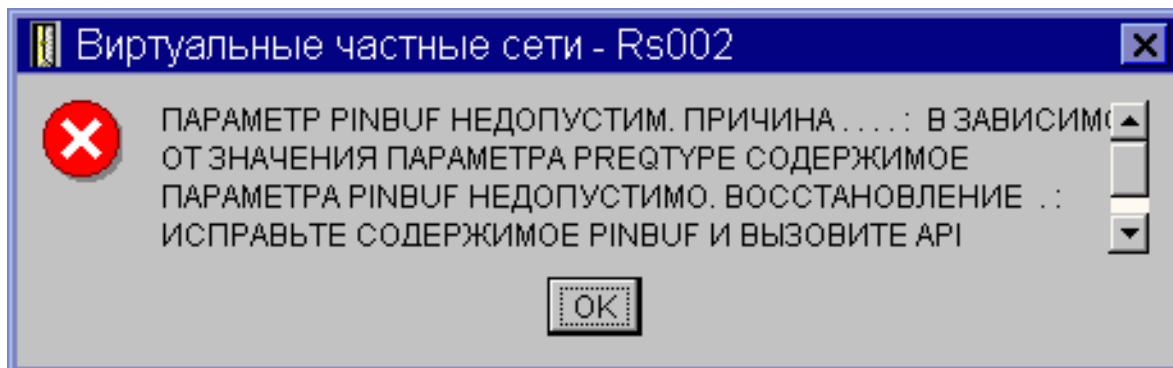 Виртуальные частные сети - Rs002
ПАРАМЕТР PINBUF НЕДОПУСТИМ. ПРИЧИНА . . . . : В ЗАВИСИМО
ОТ ЗНАЧЕНИЯ ПАРАМЕТРА PREQTYPE СОДЕРЖИМОЕ
ПАРАМЕТРА PINBUF НЕДОПУСТИМО. ВОССТАНОВЛЕНИЕ . :
ИСПРАВЬТЕ СОДЕРЖИМОЕ PINBUF И ВЫЗОВИТЕ API
OK